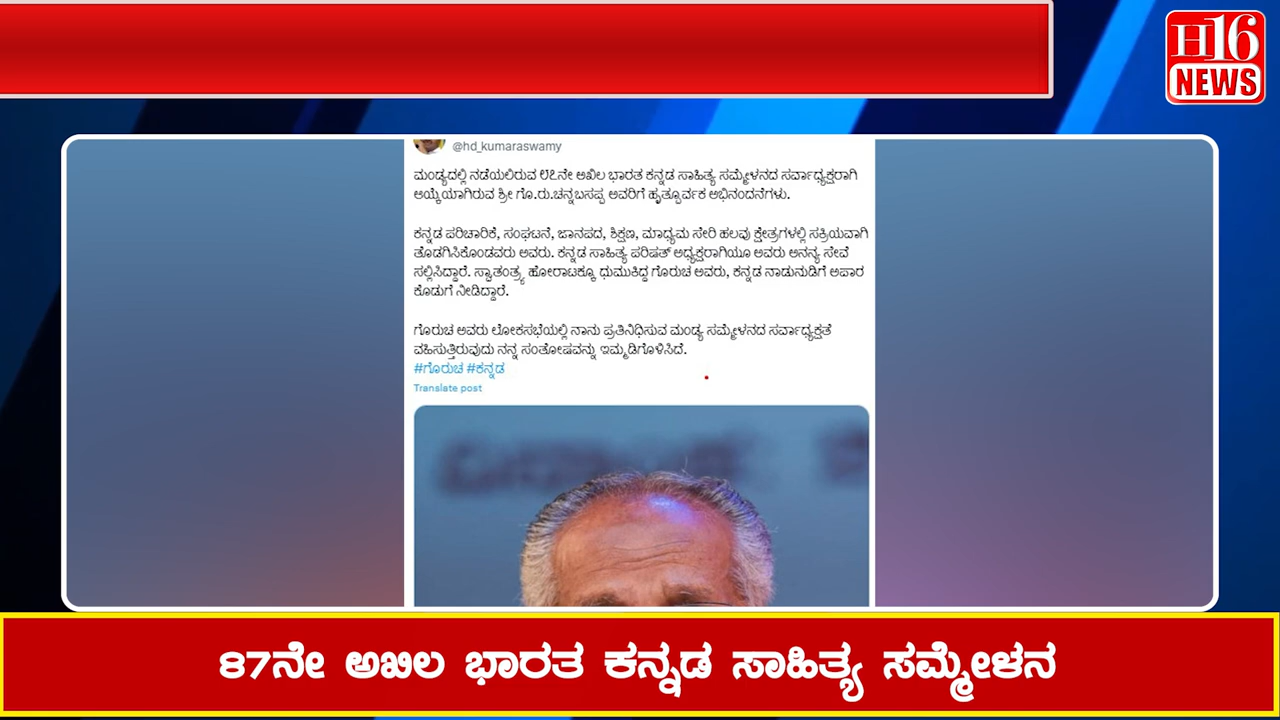 H16
NEWS
@hd_kumaraswamy
ಮಂಡ್ಯದಲ್ಲಿ ನಡೆಯಲಿರುವ ೮೭ನೇ ಅಖಿಲ ಭಾರತ ಕನ್ನಡ ಸಾಹಿತ್ಯ ಸಮ್ಮೇಳನದ ಸರ್ವಾಧ್ಯಕ್ಷರಾಗಿ
ಆಯ್ಕೆಯಾಗಿರುವ ಶ್ರೀ ಗೊ.ರು.ಚನ್ನಬಸಪ್ಪ ಅವರಿಗೆ ಹೃತ್ಪೂರ್ವಕ ಅಭಿನಂದನೆಗಳು.
ಕನ್ನಡ ಪರಿಚಾರಿಕೆ, ಸಂಘಟನೆ, ಜಾನಪದ, ಶಿಕ್ಷಣ, ಮಾಧ್ಯಮ ಸೇರಿ ಹಲವು ಕ್ಷೇತ್ರಗಳಲ್ಲಿ ಸಕ್ರಿಯವಾಗಿ
ತೊಡಗಿಸಿಕೊಂಡವರು ಅವರು. ಕನ್ನಡ ಸಾಹಿತ್ಯ ಪರಿಷತ್ ಅಧ್ಯಕ್ಷರಾಗಿಯೂ ಅವರು ಅನನ್ಯ ಸೇವೆ
ಸಲ್ಲಿಸಿದ್ದಾರೆ. ಸ್ವಾತಂತ್ರ್ಯ ಹೋರಾಟಕ್ಕೂ ಧುಮುಕಿದ್ದ ಗೊರುಚ ಅವರು, ಕನ್ನಡ ನಾಡುನುಡಿಗೆ ಅಪಾರ
ಕೊಡುಗೆ ನೀಡಿದ್ದಾರೆ.
ಗೊರುಚ ಅವರು ಲೋಕಸಭೆಯಲ್ಲಿ ನಾನು ಪ್ರತಿನಿಧಿಸುವ ಮಂಡ್ಯ ಸಮ್ಮೇಳನದ ಸರ್ವಾಧ್ಯಕ್ಷತೆ
ವಹಿಸುತ್ತಿರುವುದು ನನ್ನ ಸಂತೋಷವನ್ನು ಇಮ್ಮಡಿಗೊಳಿಸಿದೆ.
#ಗೊರುಚ #ಕನ್ನಡ
Translate post
87ನೇ ಅಖಿಲ ಭಾರತ ಕನ್ನಡ ಸಾಹಿತ್ಯ ಸಮ್ಮೇಳನ